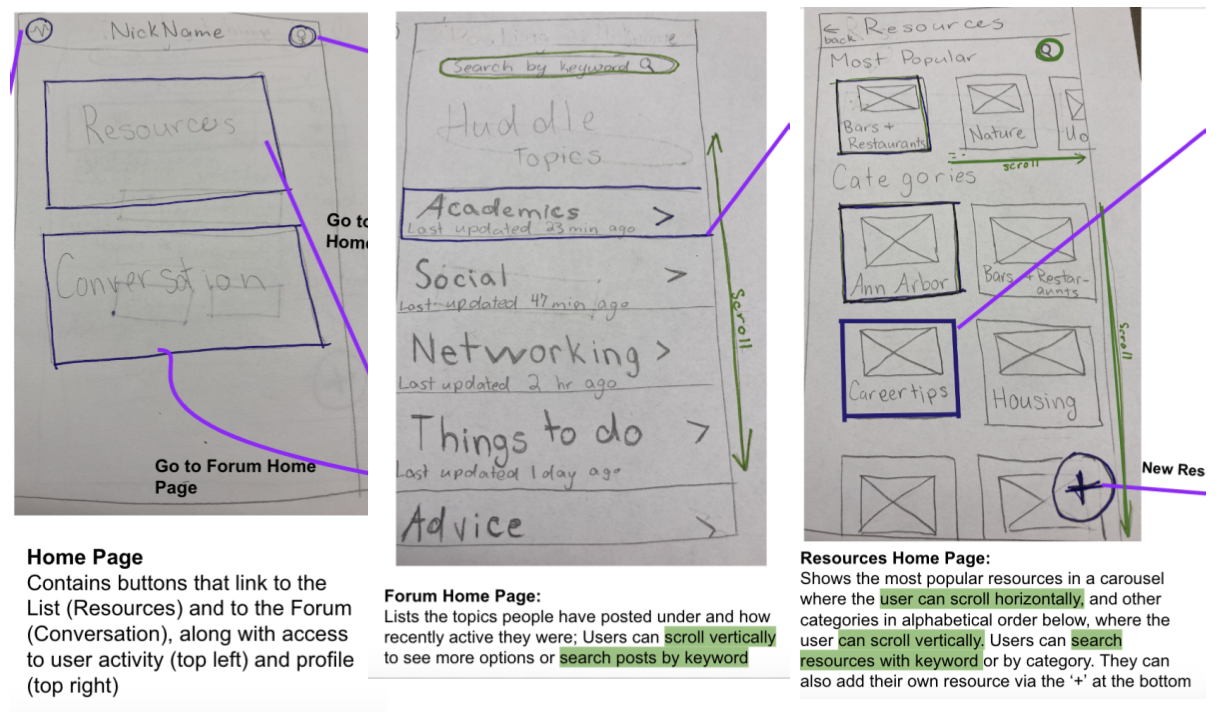 NickName
Resources
Conversation
Go to
Home
Go to Forum Home
Page
Home Page
Contains buttons that link to the
List (Resources) and to the Forum
(Conversation), along with access
to user activity (top left) and profile
(top right)
Search by keyword
Huddle
Topics
Academics >
Last updated 23 min ago
Social >
Last updated 47 min ago
Networking >
Last updated 2 hr ago
Things to do >
Last updated 1 day ago
Advice >
Scroll
Forum Home Page:
Lists the topics people have posted under and how
recently active they were; Users can scroll vertically
to see more options or search posts by keyword
← Resources
back
Most Popular
Bars +
Restaurants
Nature
Uo
scroll
Categories
Ann Arbor
Bars + Restar-
aunts
Career tips
Housing
scroll
+
New Res
Resources Home Page:
Shows the most popular resources in a carousel
where the user can scroll horizontally, and other
categories in alphabetical order below, where the
user can scroll vertically. Users can search
resources with keyword or by category. They can
also add their own resource via the ‘+’ at the bottom